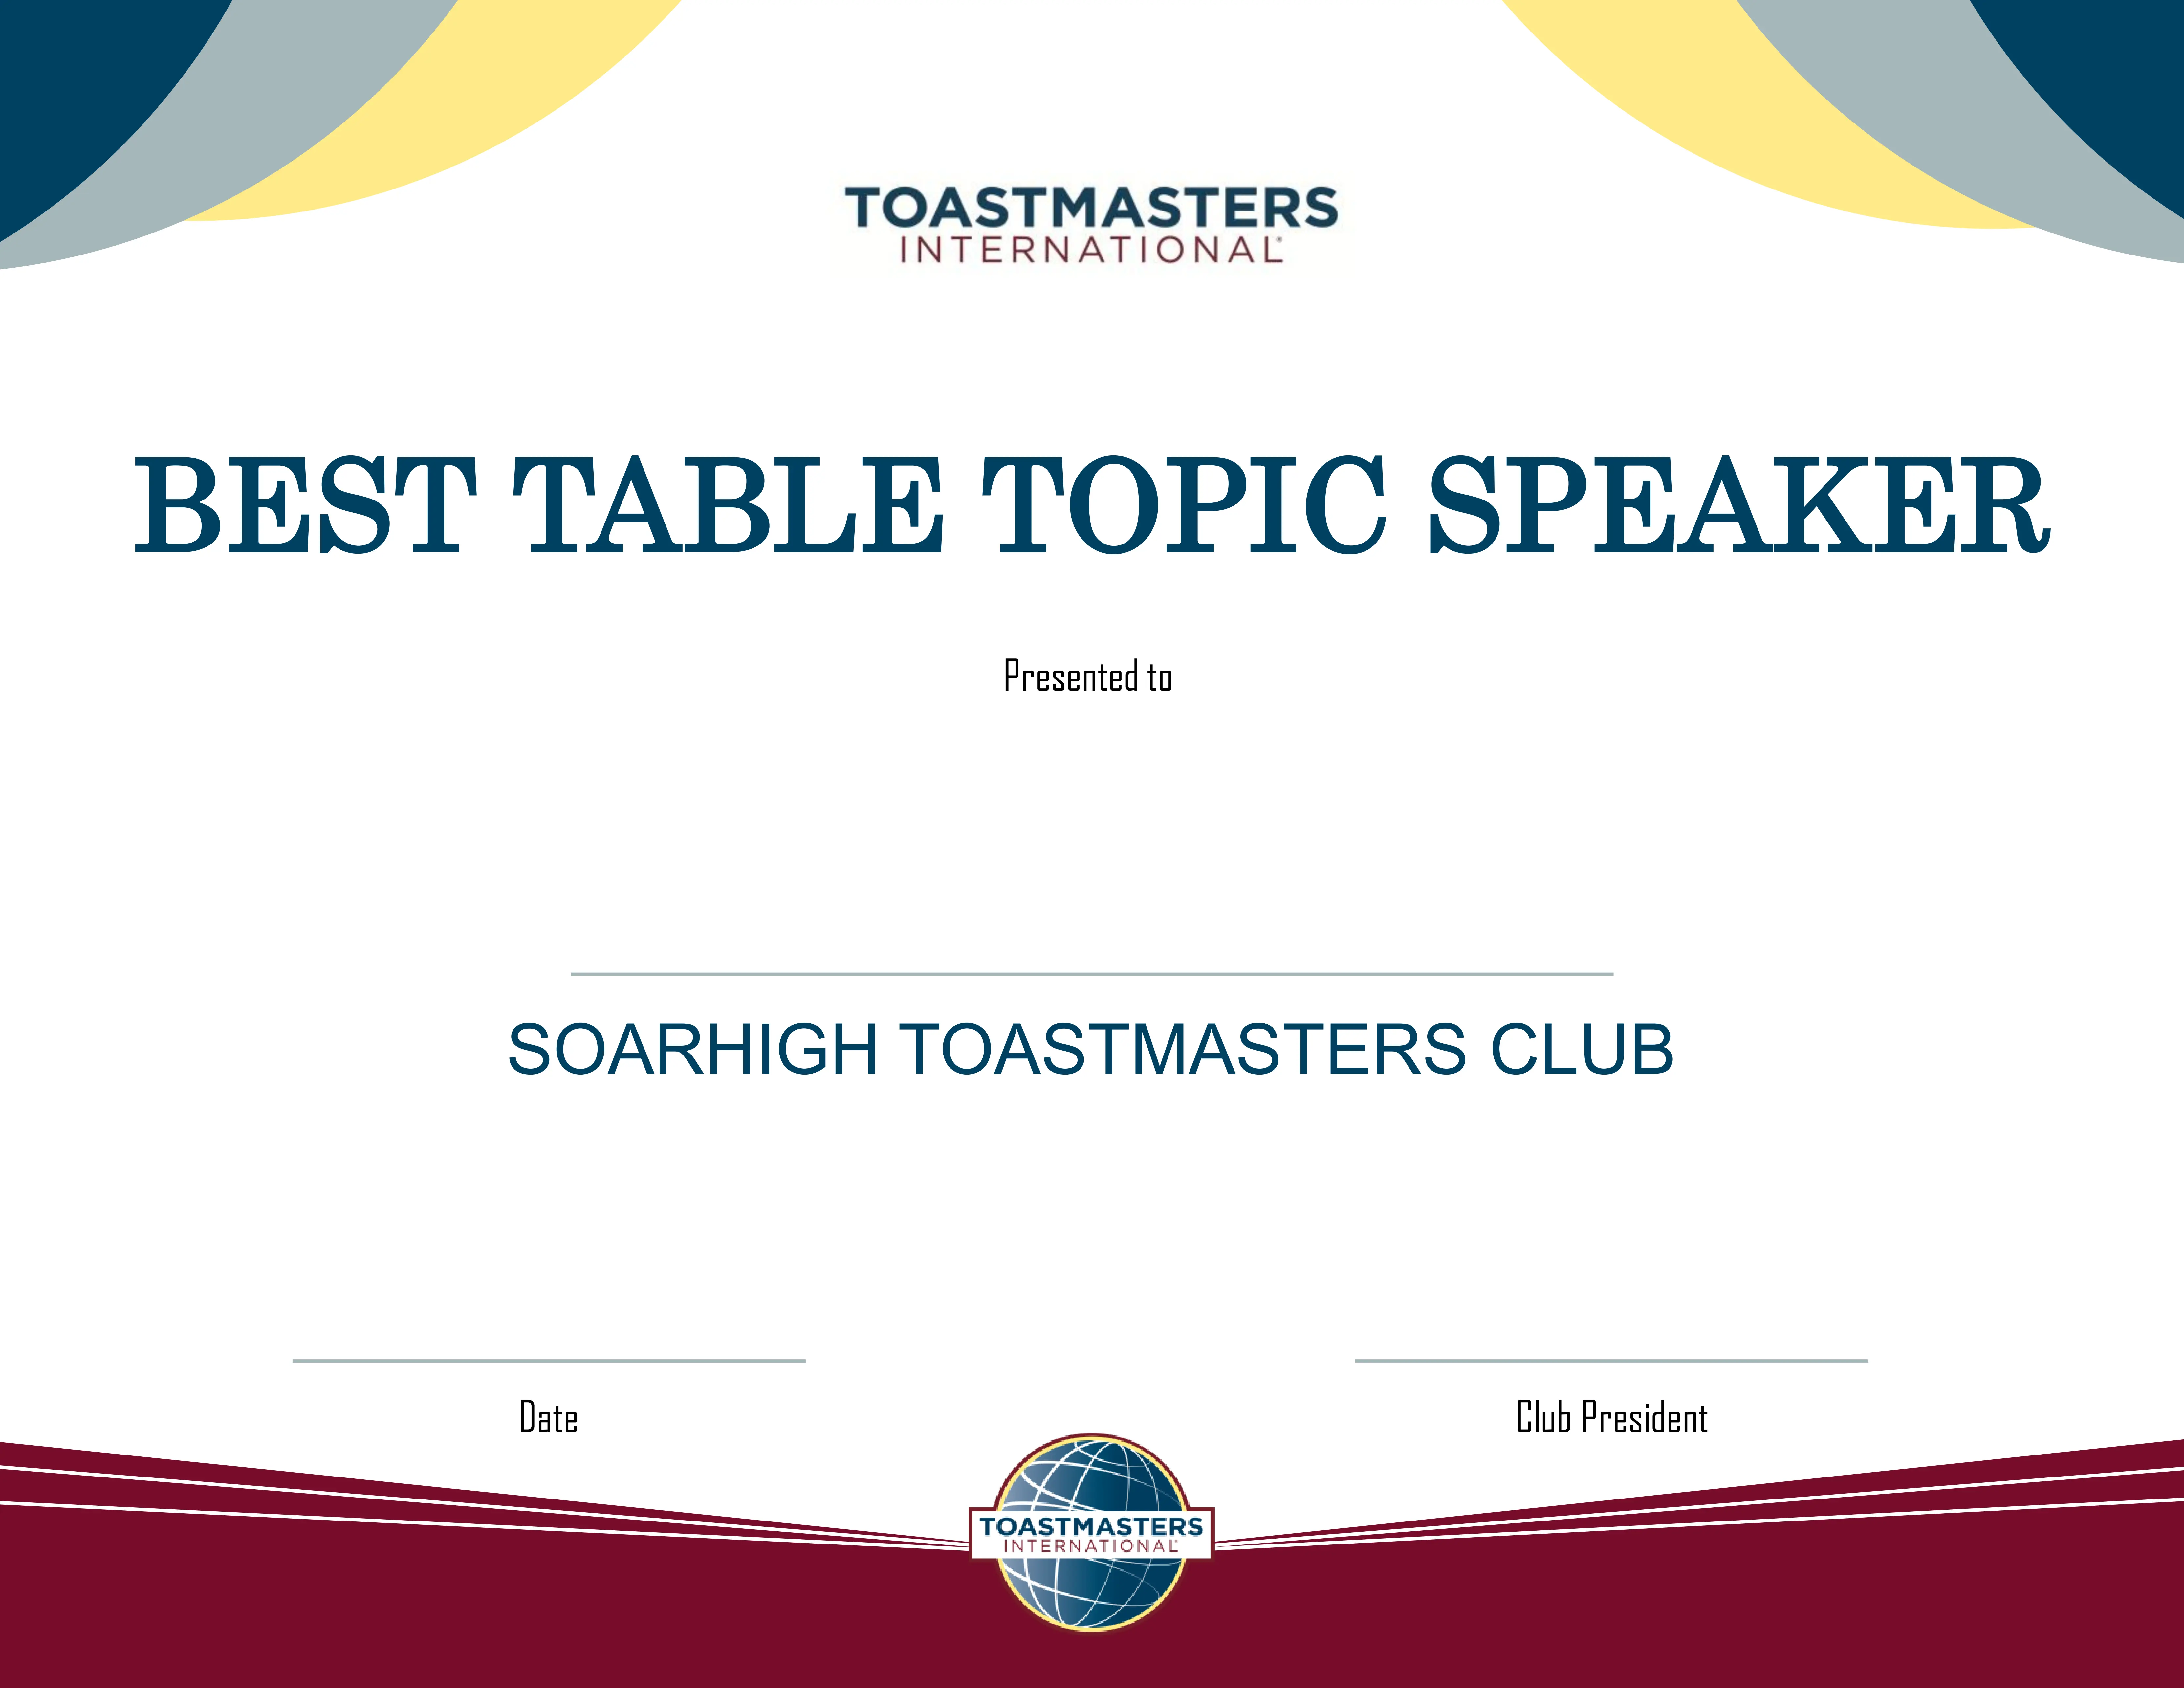 TOASTMASTERS
INTERNATIONAL®
BEST TABLE TOPIC SPEAKER
Presented to
SOARHIGH TOASTMASTERS CLUB
Date
Club President
TOASTMASTERS
INTERNATIONAL